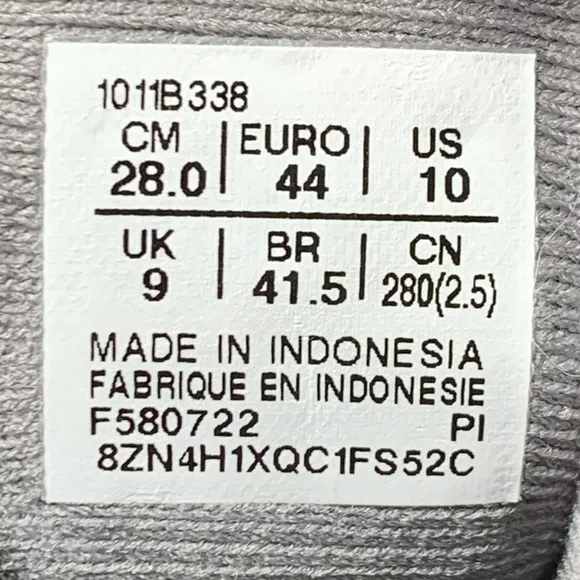 1011B338
CM | EURO | US
28.0 | 44 | 10
UK | BR | CN
9 | 41.5 | 280(2.5)
MADE IN INDONESIA
FABRIQUE EN INDONESIE
F580722 PI
8ZN4H1XQC1FS52C